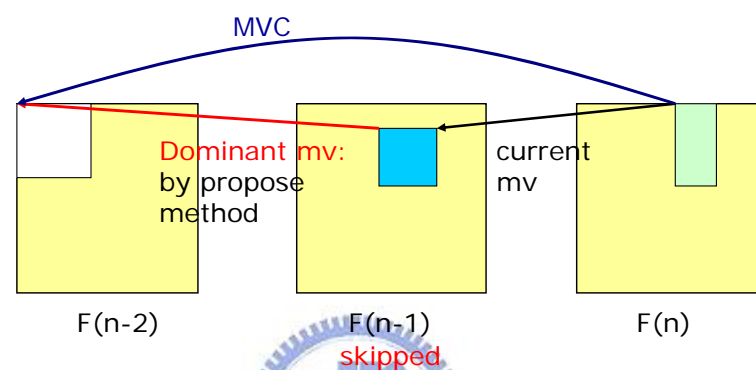 MVC
Dominant mv:
by propose
method
current
mv
F(n-2)
F(n-1)
F(n)
skipped